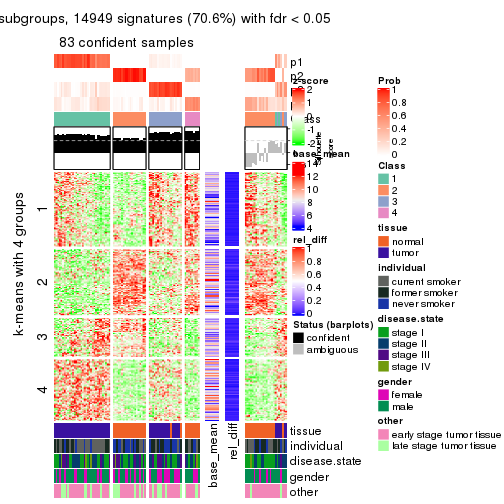 subgroups, 14949 signatures (70.6%) with fdr < 0.05
83 confident samples
p1
p2
z-score
2
1
0
-1
-2
base_mean
14
12
10
8
6
4
rel_diff
1
0.8
0.6
0.4
0.2
0
Status (barplots)
confident
ambiguous
Silhouette
score
k-means with 4 groups
1
2
3
4
base_mean
rel_diff
tissue
individual
disease.state
gender
other
Prob
1
0.8
0.6
0.4
0.2
0
Class
1
2
3
4
tissue
normal
tumor
individual
current smoker
former smoker
never smoker
disease.state
stage I
stage II
stage III
stage IV
gender
female
male
other
early stage tumor tissue
late stage tumor tissue